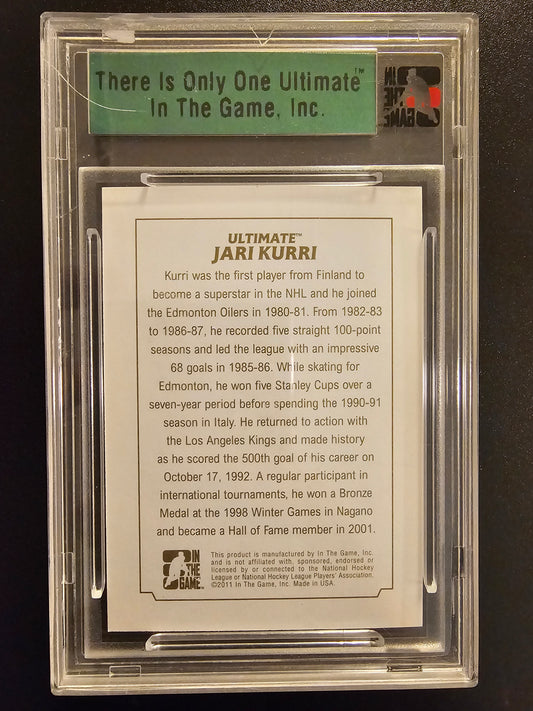 There Is Only One Ultimate™
In The Game, Inc.
IN
THE
GAME
ULTIMATE™
JARI KURRI
Kurri was the first player from Finland to
become a superstar in the NHL and he joined
the Edmonton Oilers in 1980-81. From 1982-83
to 1986-87, he recorded five straight 100-point
seasons and led the league with an impressive
68 goals in 1985-86. While skating for
Edmonton, he won five Stanley Cups over a
seven-year period before spending the 1990-91
season in Italy. He returned to action with
the Los Angeles Kings and made history
as he scored the 500th goal of his career on
October 17, 1992. A regular participant in
international tournaments, he won a Bronze
Medal at the 1998 Winter Games in Nagano
and became a Hall of Fame member in 2001.
IN
THE
GAME™
This product is manufactured by In The Game, Inc.
and is not affiliated with, sponsored, endorsed or
licensed by or connected to the National Hockey
League or National Hockey League Players' Association.
©2011 In The Game, Inc. Made in USA.